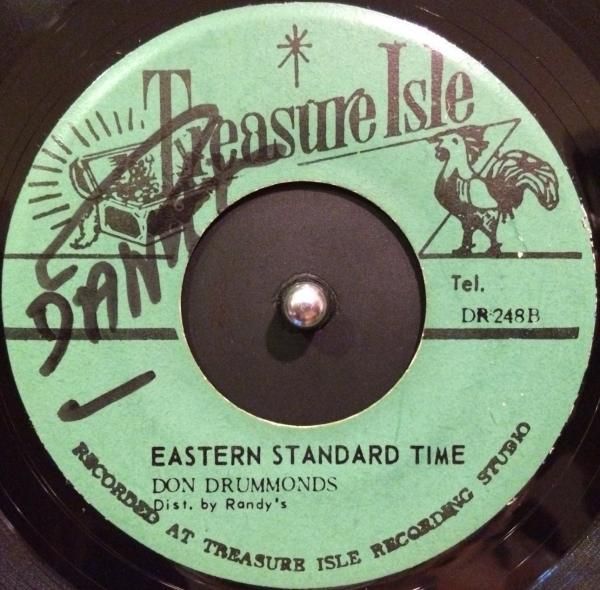 Treasure Isle
DANNY
Tel.
DR 248B
EASTERN STANDARD TIME
DON DRUMMONDS
Dist. by Randy's
RECORDED AT TREASURE ISLE RECORDING STUDIO